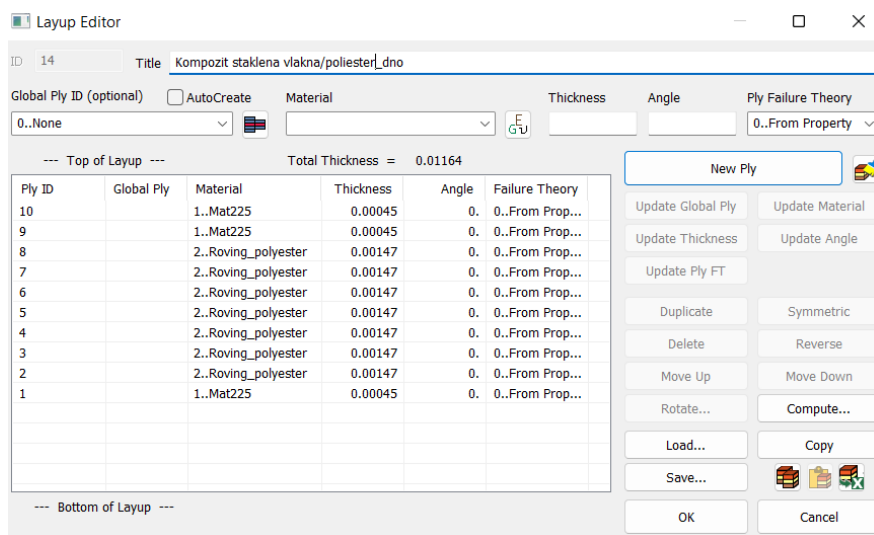 Layup Editor
ID 14 Title Kompozit staklena vlakna/poliester_dno
Global Ply ID (optional) AutoCreate Material Thickness Angle Ply Failure Theory
0..None 0..From Property
--- Top of Layup --- Total Thickness = 0.01164 New Ply
Ply ID Global Ply Material Thickness Angle Failure Theory
10 1..Mat225 0.00045 0. 0..From Prop...
9 1..Mat225 0.00045 0. 0..From Prop...
8 2..Roving_polyester 0.00147 0. 0..From Prop...
7 2..Roving_polyester 0.00147 0. 0..From Prop...
6 2..Roving_polyester 0.00147 0. 0..From Prop...
5 2..Roving_polyester 0.00147 0. 0..From Prop...
4 2..Roving_polyester 0.00147 0. 0..From Prop...
3 2..Roving_polyester 0.00147 0. 0..From Prop...
2 2..Roving_polyester 0.00147 0. 0..From Prop...
1 1..Mat225 0.00045 0. 0..From Prop...
--- Bottom of Layup ---
Update Global Ply Update Material
Update Thickness Update Angle
Update Ply FT
Duplicate Symmetric
Delete Reverse
Move Up Move Down
Rotate... Compute...
Load... Copy
Save...
OK Cancel